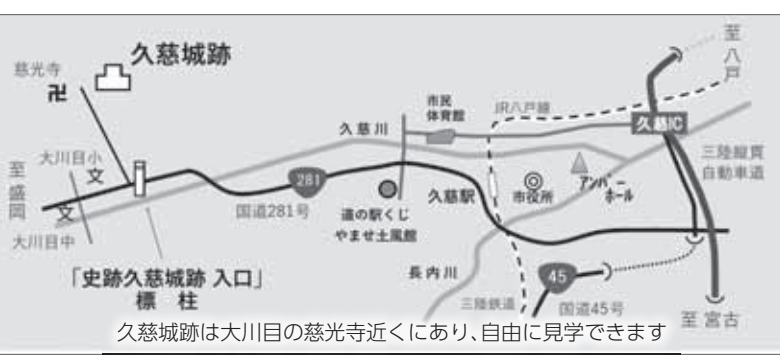 久慈城跡
慈光寺
卍
至八戸
JR八戸線
市民
体育館
久慈川
久慈IC
三陸縦貫
自動車道
大川目小
文
至盛岡
文
大川目中
281
国道281号
道の駅くじ
やませ土風館
久慈駅
市役所
アンバー
ホール
「史跡久慈城跡 入口」
標 柱
長内川
三陸鉄道
45
国道45号
至 宮古
久慈城跡は大川目の慈光寺近くにあり、自由に見学できます